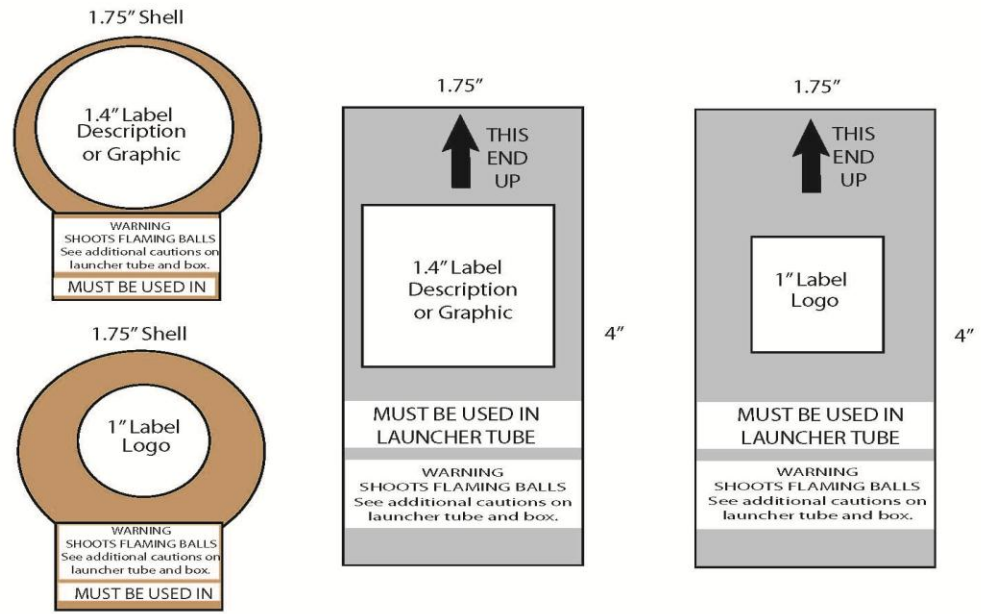 1.75” Shell
1.4” Label
Description
or Graphic
WARNING
SHOOTS FLAMING BALLS
See additional cautions on
launcher tube and box.
MUST BE USED IN
1.75” Shell
1” Label
Logo
WARNING
SHOOTS FLAMING BALLS
See additional cautions on
launcher tube and box.
MUST BE USED IN
1.75”
THIS
END
UP
1.4” Label
Description
or Graphic
4”
MUST BE USED IN
LAUNCHER TUBE
WARNING
SHOOTS FLAMING BALLS
See additional cautions on
launcher tube and box.
1.75”
THIS
END
UP
1” Label
Logo
4”
MUST BE USED IN
LAUNCHER TUBE
WARNING
SHOOTS FLAMING BALLS
See additional cautions on
launcher tube and box.